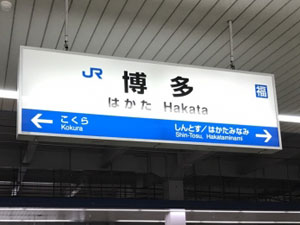 JR 博多 福
はかた Hakata
こくら
Kokura
しんとす/はかたみなみ
Shin-Tosu, Hakataminami